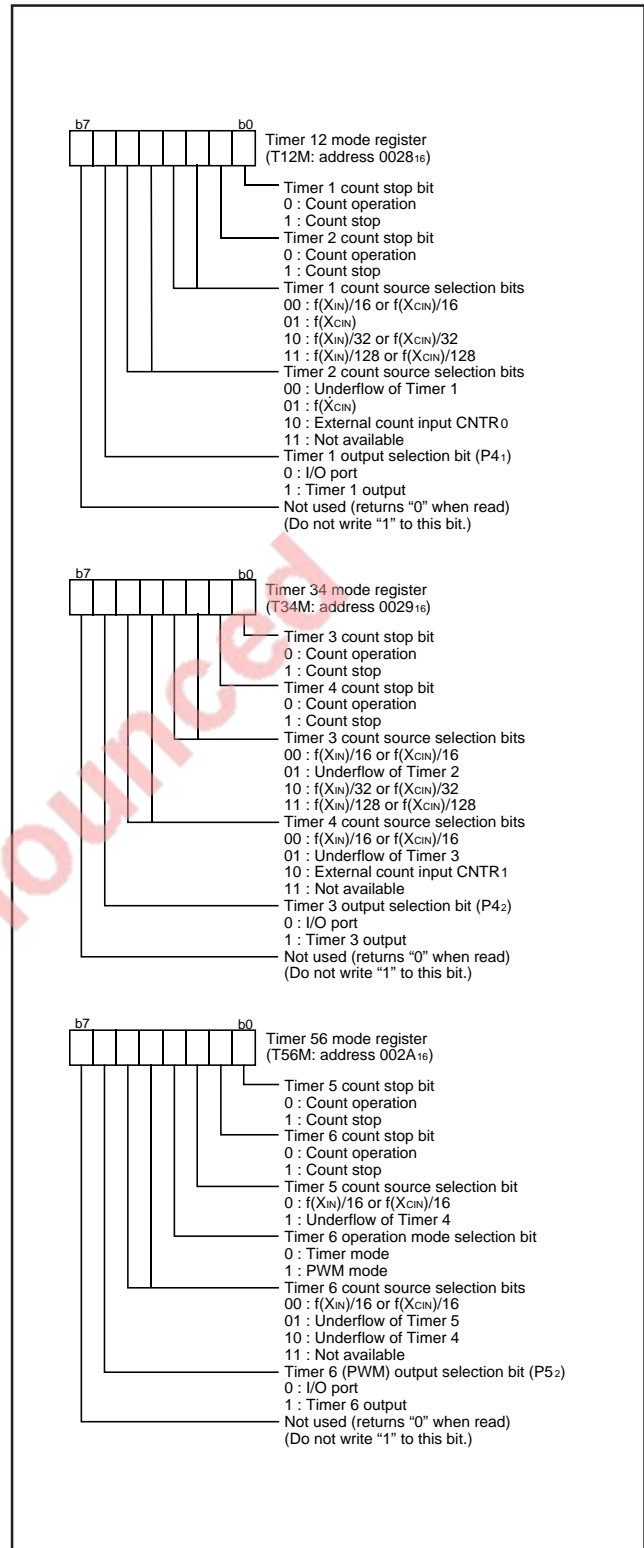 b7 b0
Timer 12 mode register
(T12M: address 0028₁₆)
Timer 1 count stop bit
0 : Count operation
1 : Count stop
Timer 2 count stop bit
0 : Count operation
1 : Count stop
Timer 1 count source selection bits
00 : f(XIN)/16 or f(XCIN)/16
01 : f(XCIN)
10 : f(XIN)/32 or f(XCIN)/32
11 : f(XIN)/128 or f(XCIN)/128
Timer 2 count source selection bits
00 : Underflow of Timer 1
01 : f(XCIN)
10 : External count input CNTR0
11 : Not available
Timer 1 output selection bit (P4₁)
0 : I/O port
1 : Timer 1 output
Not used (returns “0” when read)
(Do not write “1” to this bit.)
b7 b0
Timer 34 mode register
(T34M: address 0029₁₆)
Timer 3 count stop bit
0 : Count operation
1 : Count stop
Timer 4 count stop bit
0 : Count operation
1 : Count stop
Timer 3 count source selection bits
00 : f(XIN)/16 or f(XCIN)/16
01 : Underflow of Timer 2
10 : f(XIN)/32 or f(XCIN)/32
11 : f(XIN)/128 or f(XCIN)/128
Timer 4 count source selection bits
00 : f(XIN)/16 or f(XCIN)/16
01 : Underflow of Timer 3
10 : External count input CNTR1
11 : Not available
Timer 3 output selection bit (P4₂)
0 : I/O port
1 : Timer 3 output
Not used (returns “0” when read)
(Do not write “1” to this bit.)
b7 b0
Timer 56 mode register
(T56M: address 002A₁₆)
Timer 5 count stop bit
0 : Count operation
1 : Count stop
Timer 6 count stop bit
0 : Count operation
1 : Count stop
Timer 5 count source selection bit
0 : f(XIN)/16 or f(XCIN)/16
1 : Underflow of Timer 4
Timer 6 operation mode selection bit
0 : Timer mode
1 : PWM mode
Timer 6 count source selection bits
00 : f(XIN)/16 or f(XCIN)/16
01 : Underflow of Timer 5
10 : Underflow of Timer 4
11 : Not available
Timer 6 (PWM) output selection bit (P5₂)
0 : I/O port
1 : Timer 6 output
Not used (returns “0” when read)
(Do not write “1” to this bit.)